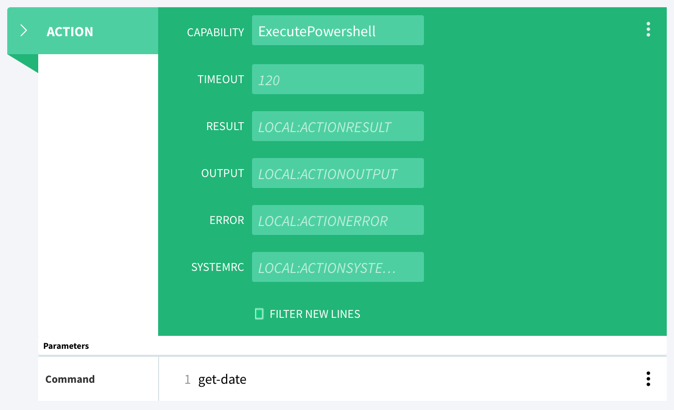 ACTION
CAPABILITY ExecutePowershell
TIMEOUT 120
RESULT LOCAL:ACTIONRESULT
OUTPUT LOCAL:ACTIONOUTPUT
ERROR LOCAL:ACTIONERROR
SYSTEMRC LOCAL:ACTIONSYSTE...
FILTER NEW LINES
Parameters
Command 1 get-date